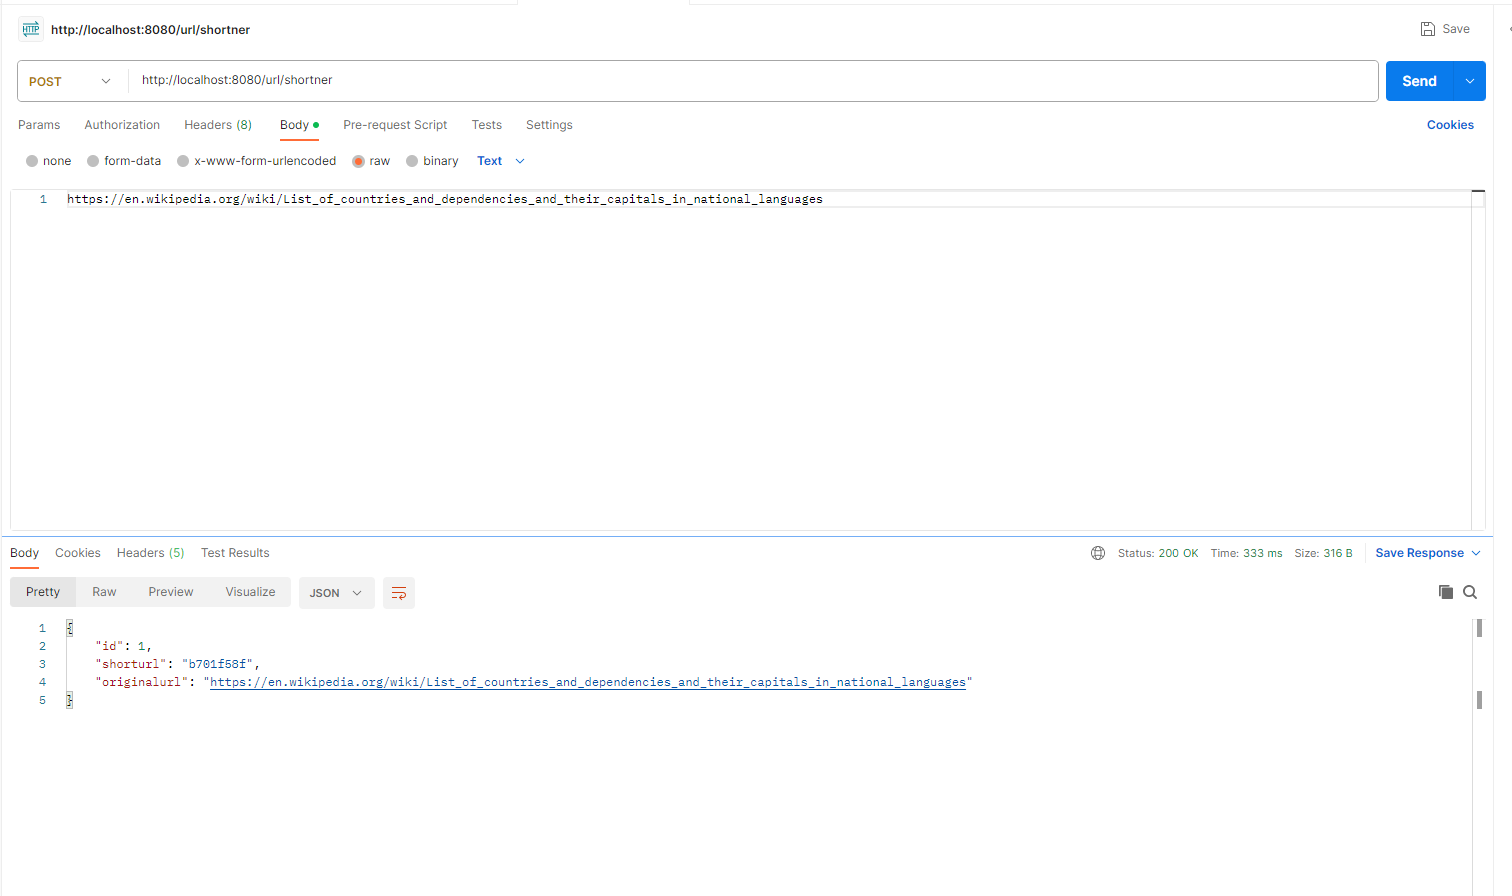 HTTP http://localhost:8080/url/shortner Save
POST http://localhost:8080/url/shortner Send
Params Authorization Headers (8) Body Pre-request Script Tests Settings Cookies
none form-data x-www-form-urlencoded raw binary Text
1 https://en.wikipedia.org/wiki/List_of_countries_and_dependencies_and_their_capitals_in_national_languages
Body Cookies Headers (5) Test Results Status: 200 OK Time: 333 ms Size: 316 B Save Response
Pretty Raw Preview Visualize JSON
1 {
2 "id": 1,
3 "shorturl": "b701f58f",
4 "originalurl": "https://en.wikipedia.org/wiki/List_of_countries_and_dependencies_and_their_capitals_in_national_languages"
5 }